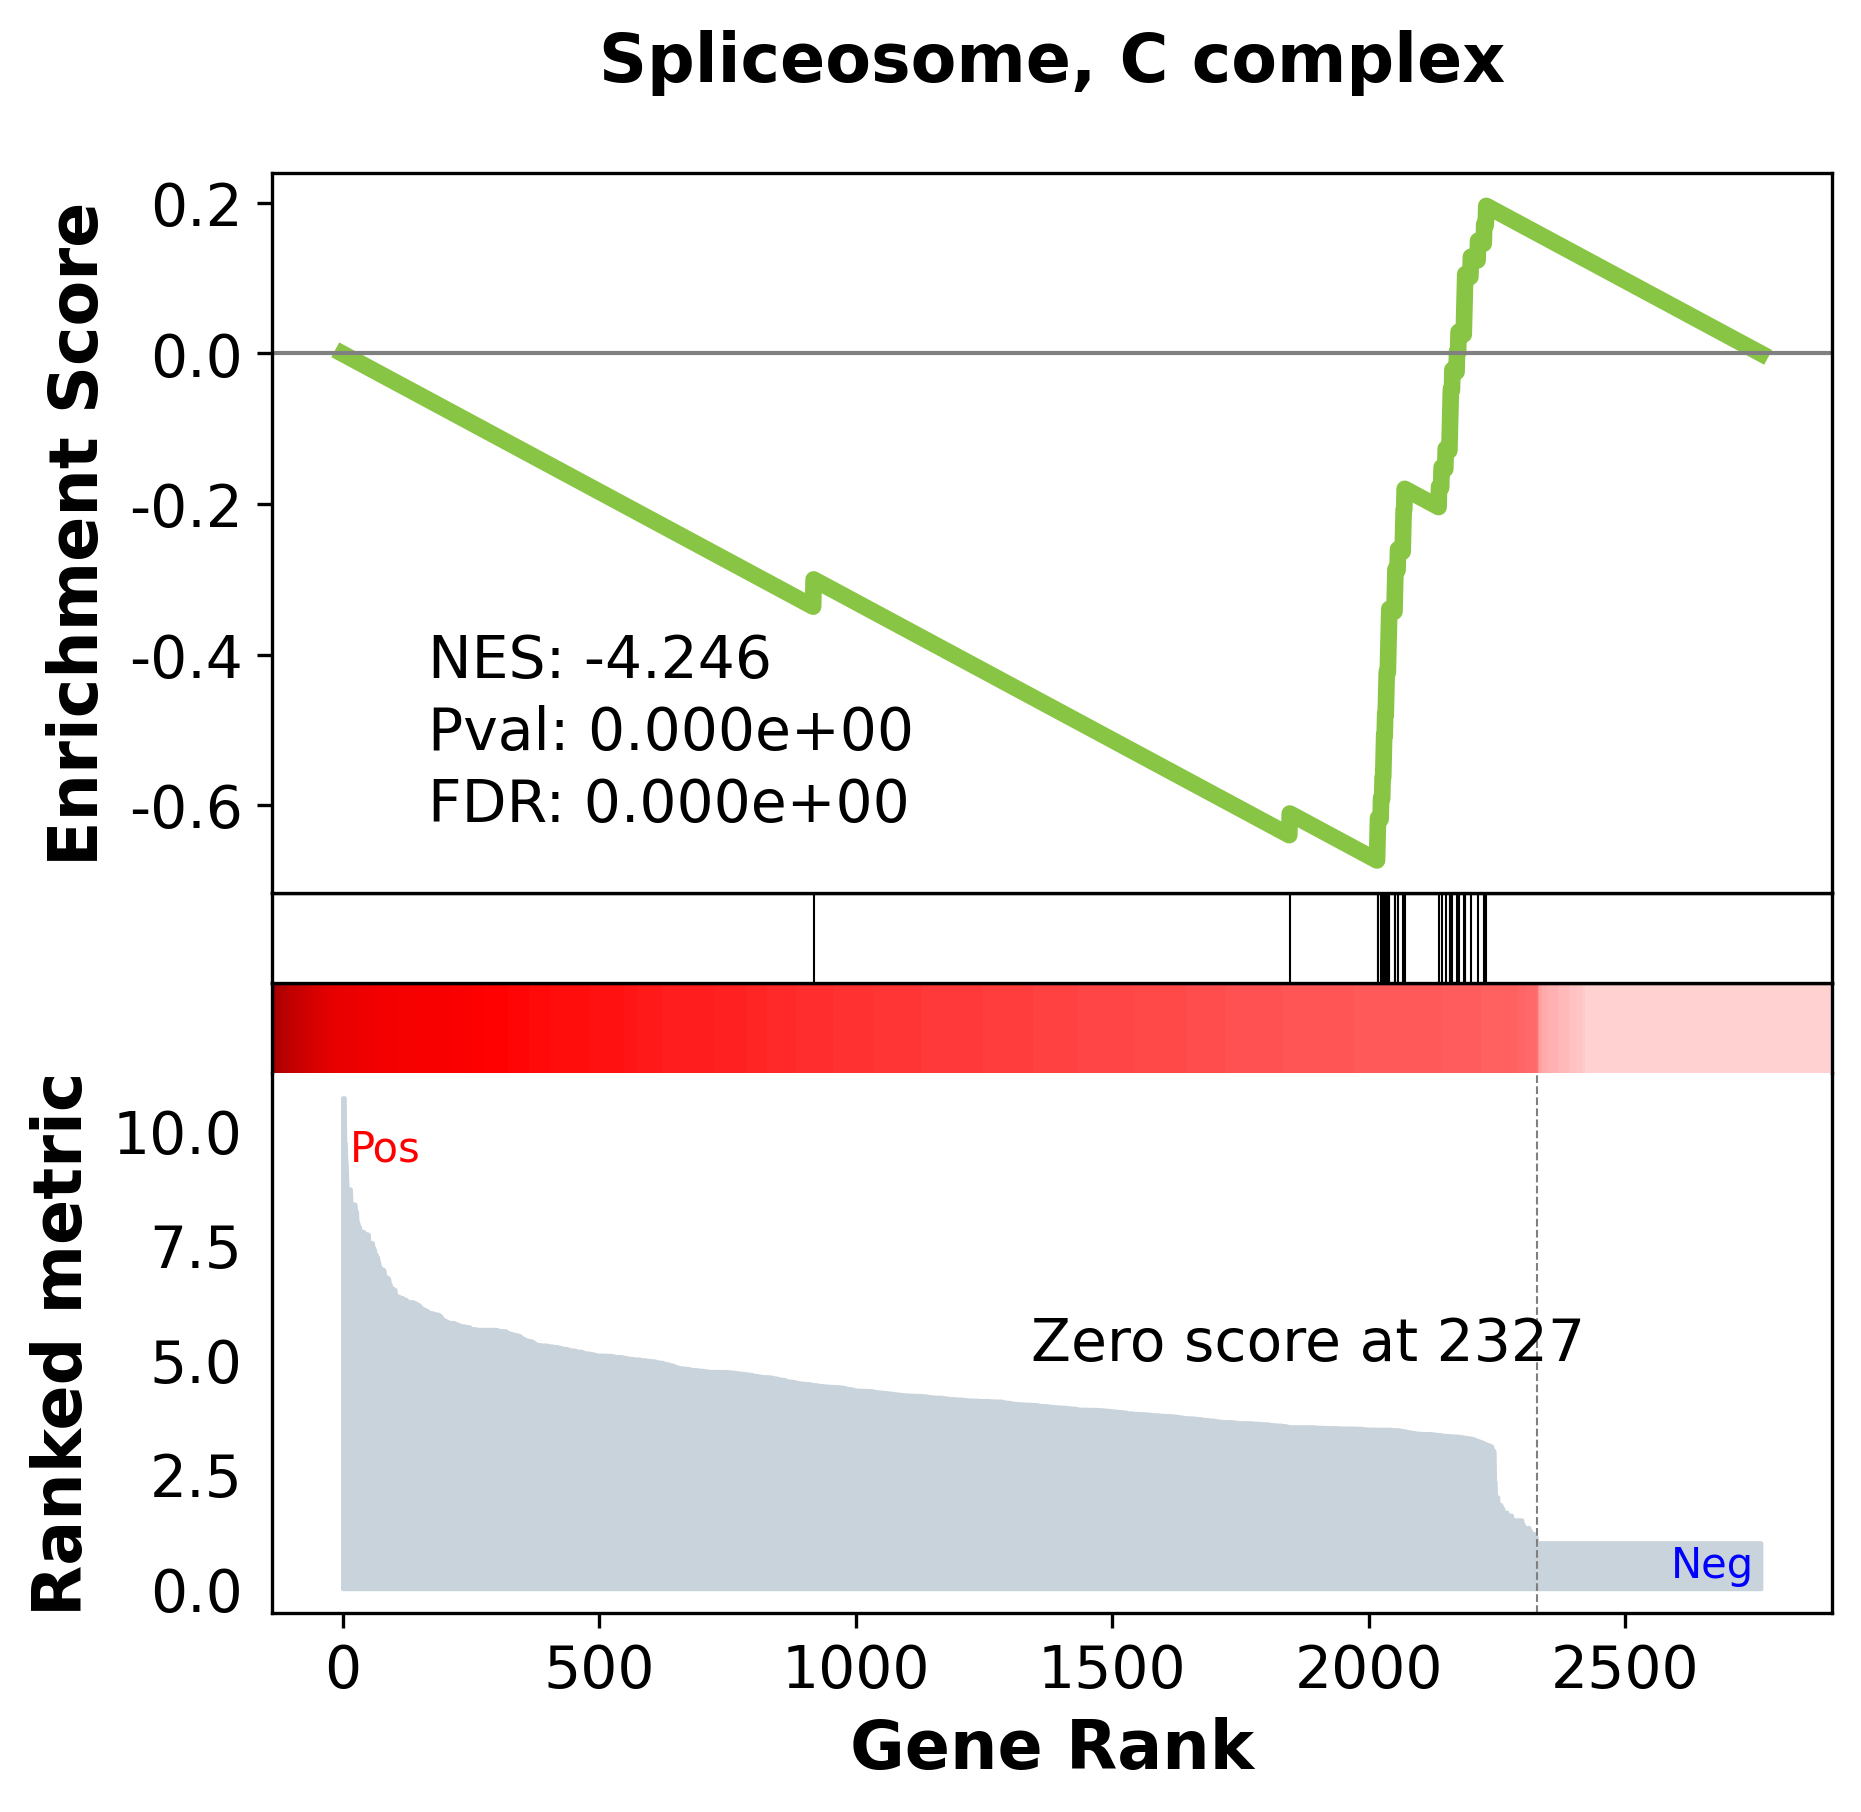 Spliceosome, C complex
Enrichment Score
0.2
0.0
-0.2
-0.4
-0.6
NES: -4.246
Pval: 0.000e+00
FDR: 0.000e+00
Ranked metric
10.0
7.5
5.0
2.5
0.0
Pos
Zero score at 2327
Neg
0
500
1000
1500
2000
2500
Gene Rank